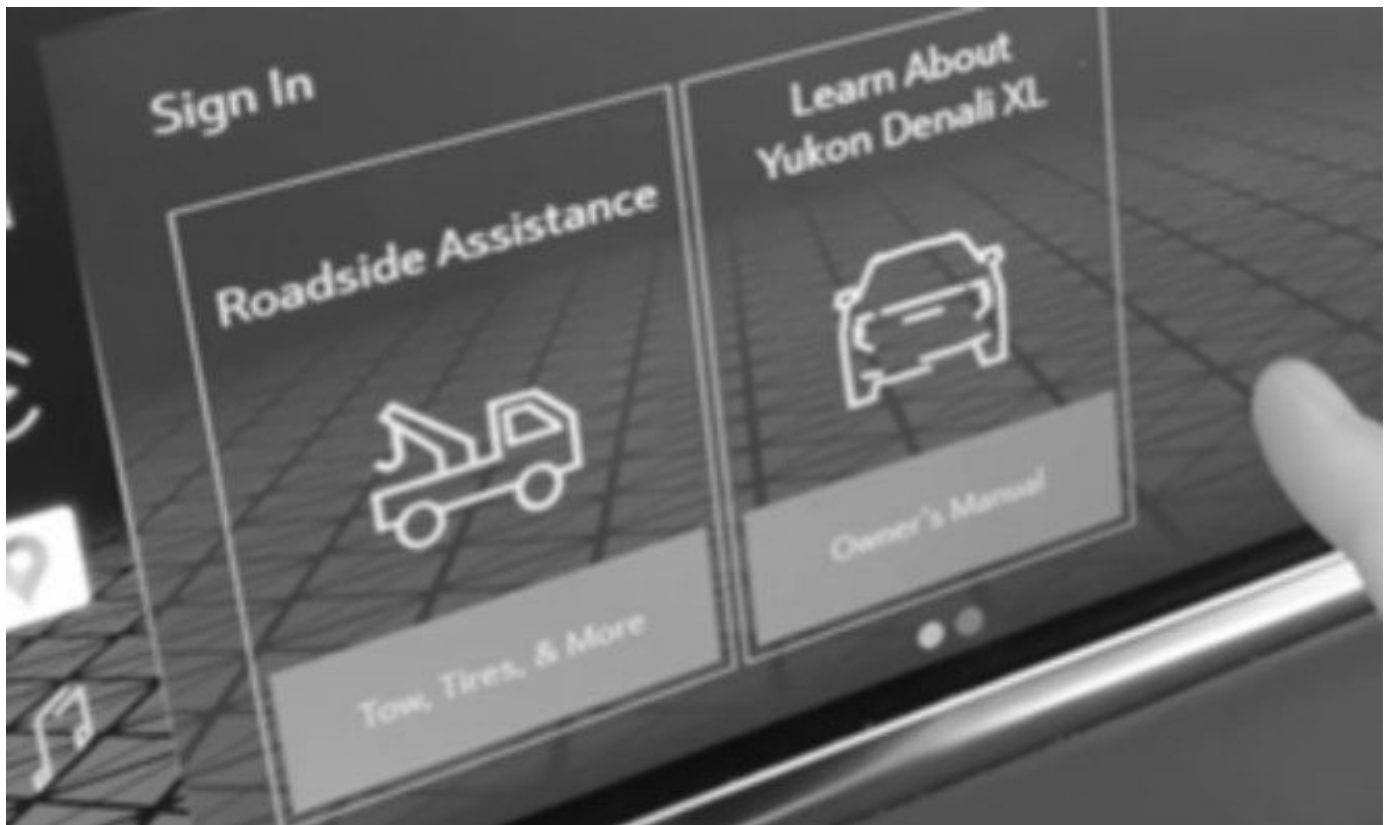 Sign In
Roadside Assistance
Tow, Tires, & More
Learn About
Yukon Denali XL
Owner's Manual